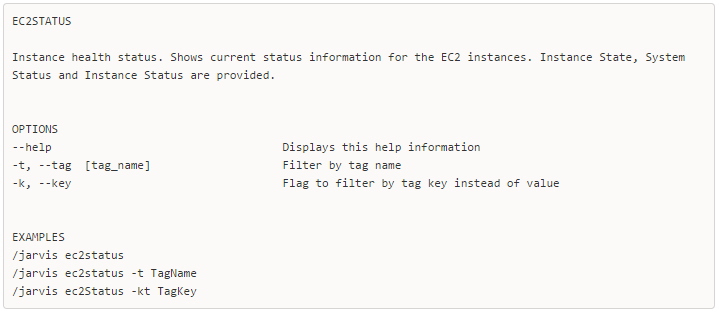 EC2STATUS
Instance health status. Shows current status information for the EC2 instances. Instance State, System
Status and Instance Status are provided.
OPTIONS
--help Displays this help information
-t, --tag [tag_name] Filter by tag name
-k, --key Flag to filter by tag key instead of value
EXAMPLES
/jarvis ec2status
/jarvis ec2status -t TagName
/jarvis ec2Status -kt TagKey